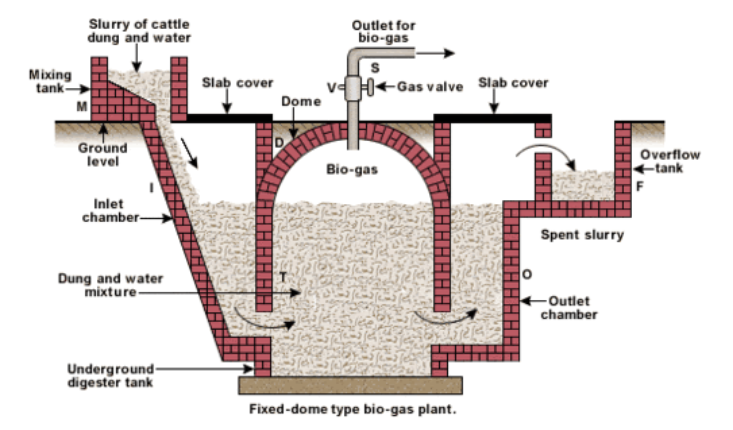 Slurry of cattle
dung and water
Outlet for
bio-gas
Mixing
tank
M
Slab cover
Dome
S
V
Gas valve
Slab cover
Ground
level
D
Bio-gas
Overflow
tank
F
I
Inlet
chamber
Spent slurry
Dung and water
mixture
T
O
Outlet
chamber
Underground
digester tank
Fixed-dome type bio-gas plant.